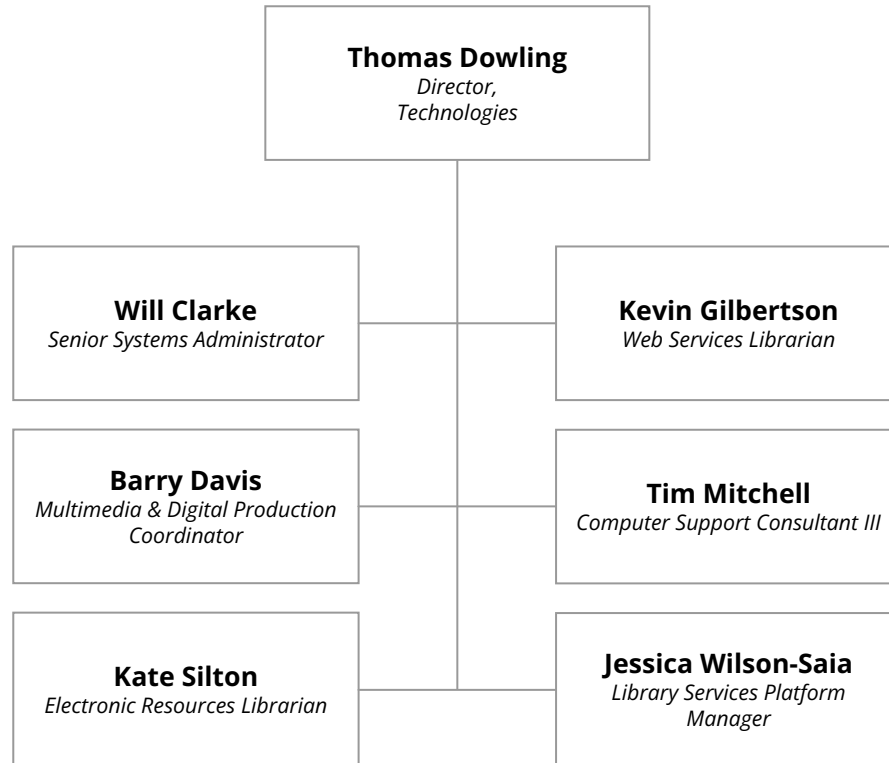 Thomas Dowling
Director,
Technologies
Will Clarke
Senior Systems Administrator
Kevin Gilbertson
Web Services Librarian
Barry Davis
Multimedia & Digital Production
Coordinator
Tim Mitchell
Computer Support Consultant III
Kate Silton
Electronic Resources Librarian
Jessica Wilson-Saia
Library Services Platform
Manager